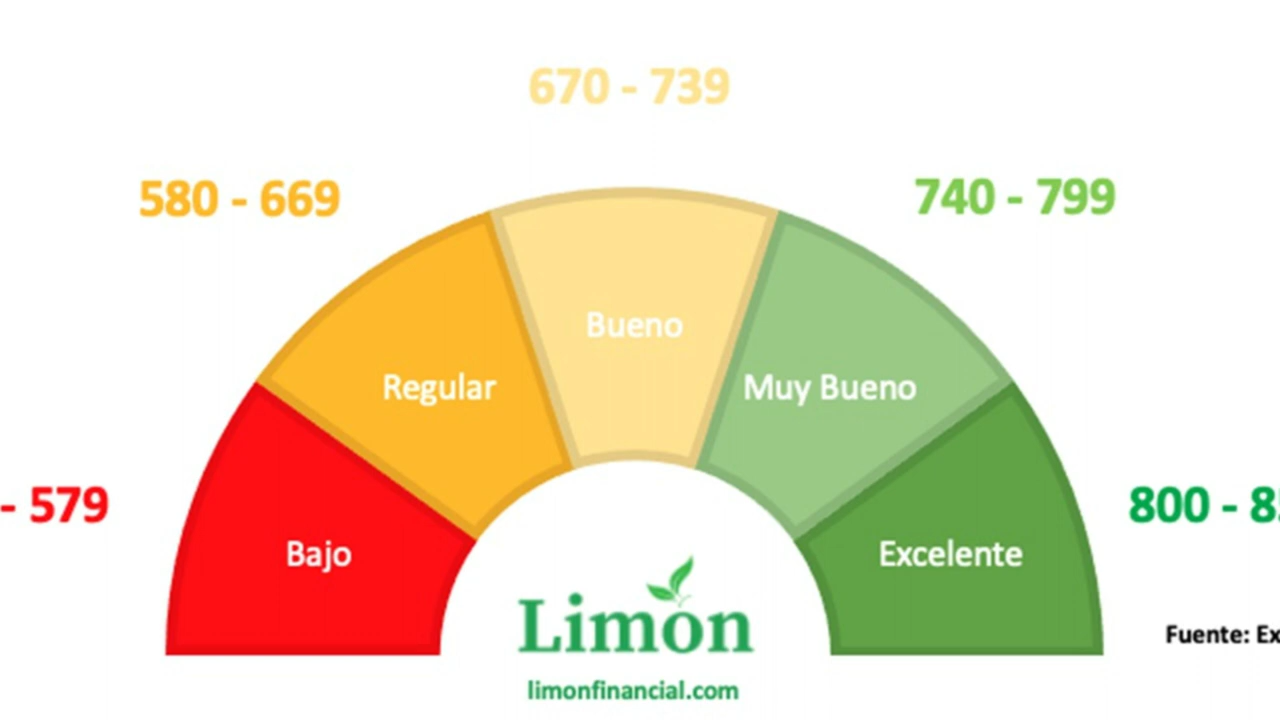 670 - 739
580 - 669
740 - 799
Bueno
Regular
Muy Bueno
- 579
800 - 8
Bajo
Excelente
Limón
limonfinancial.com
Fuente: Ex